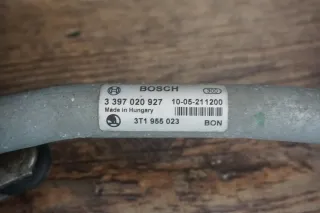 BOSCH
3 397 020 927 10-05-211200
Made in Hungary
3T1 955 023 BON